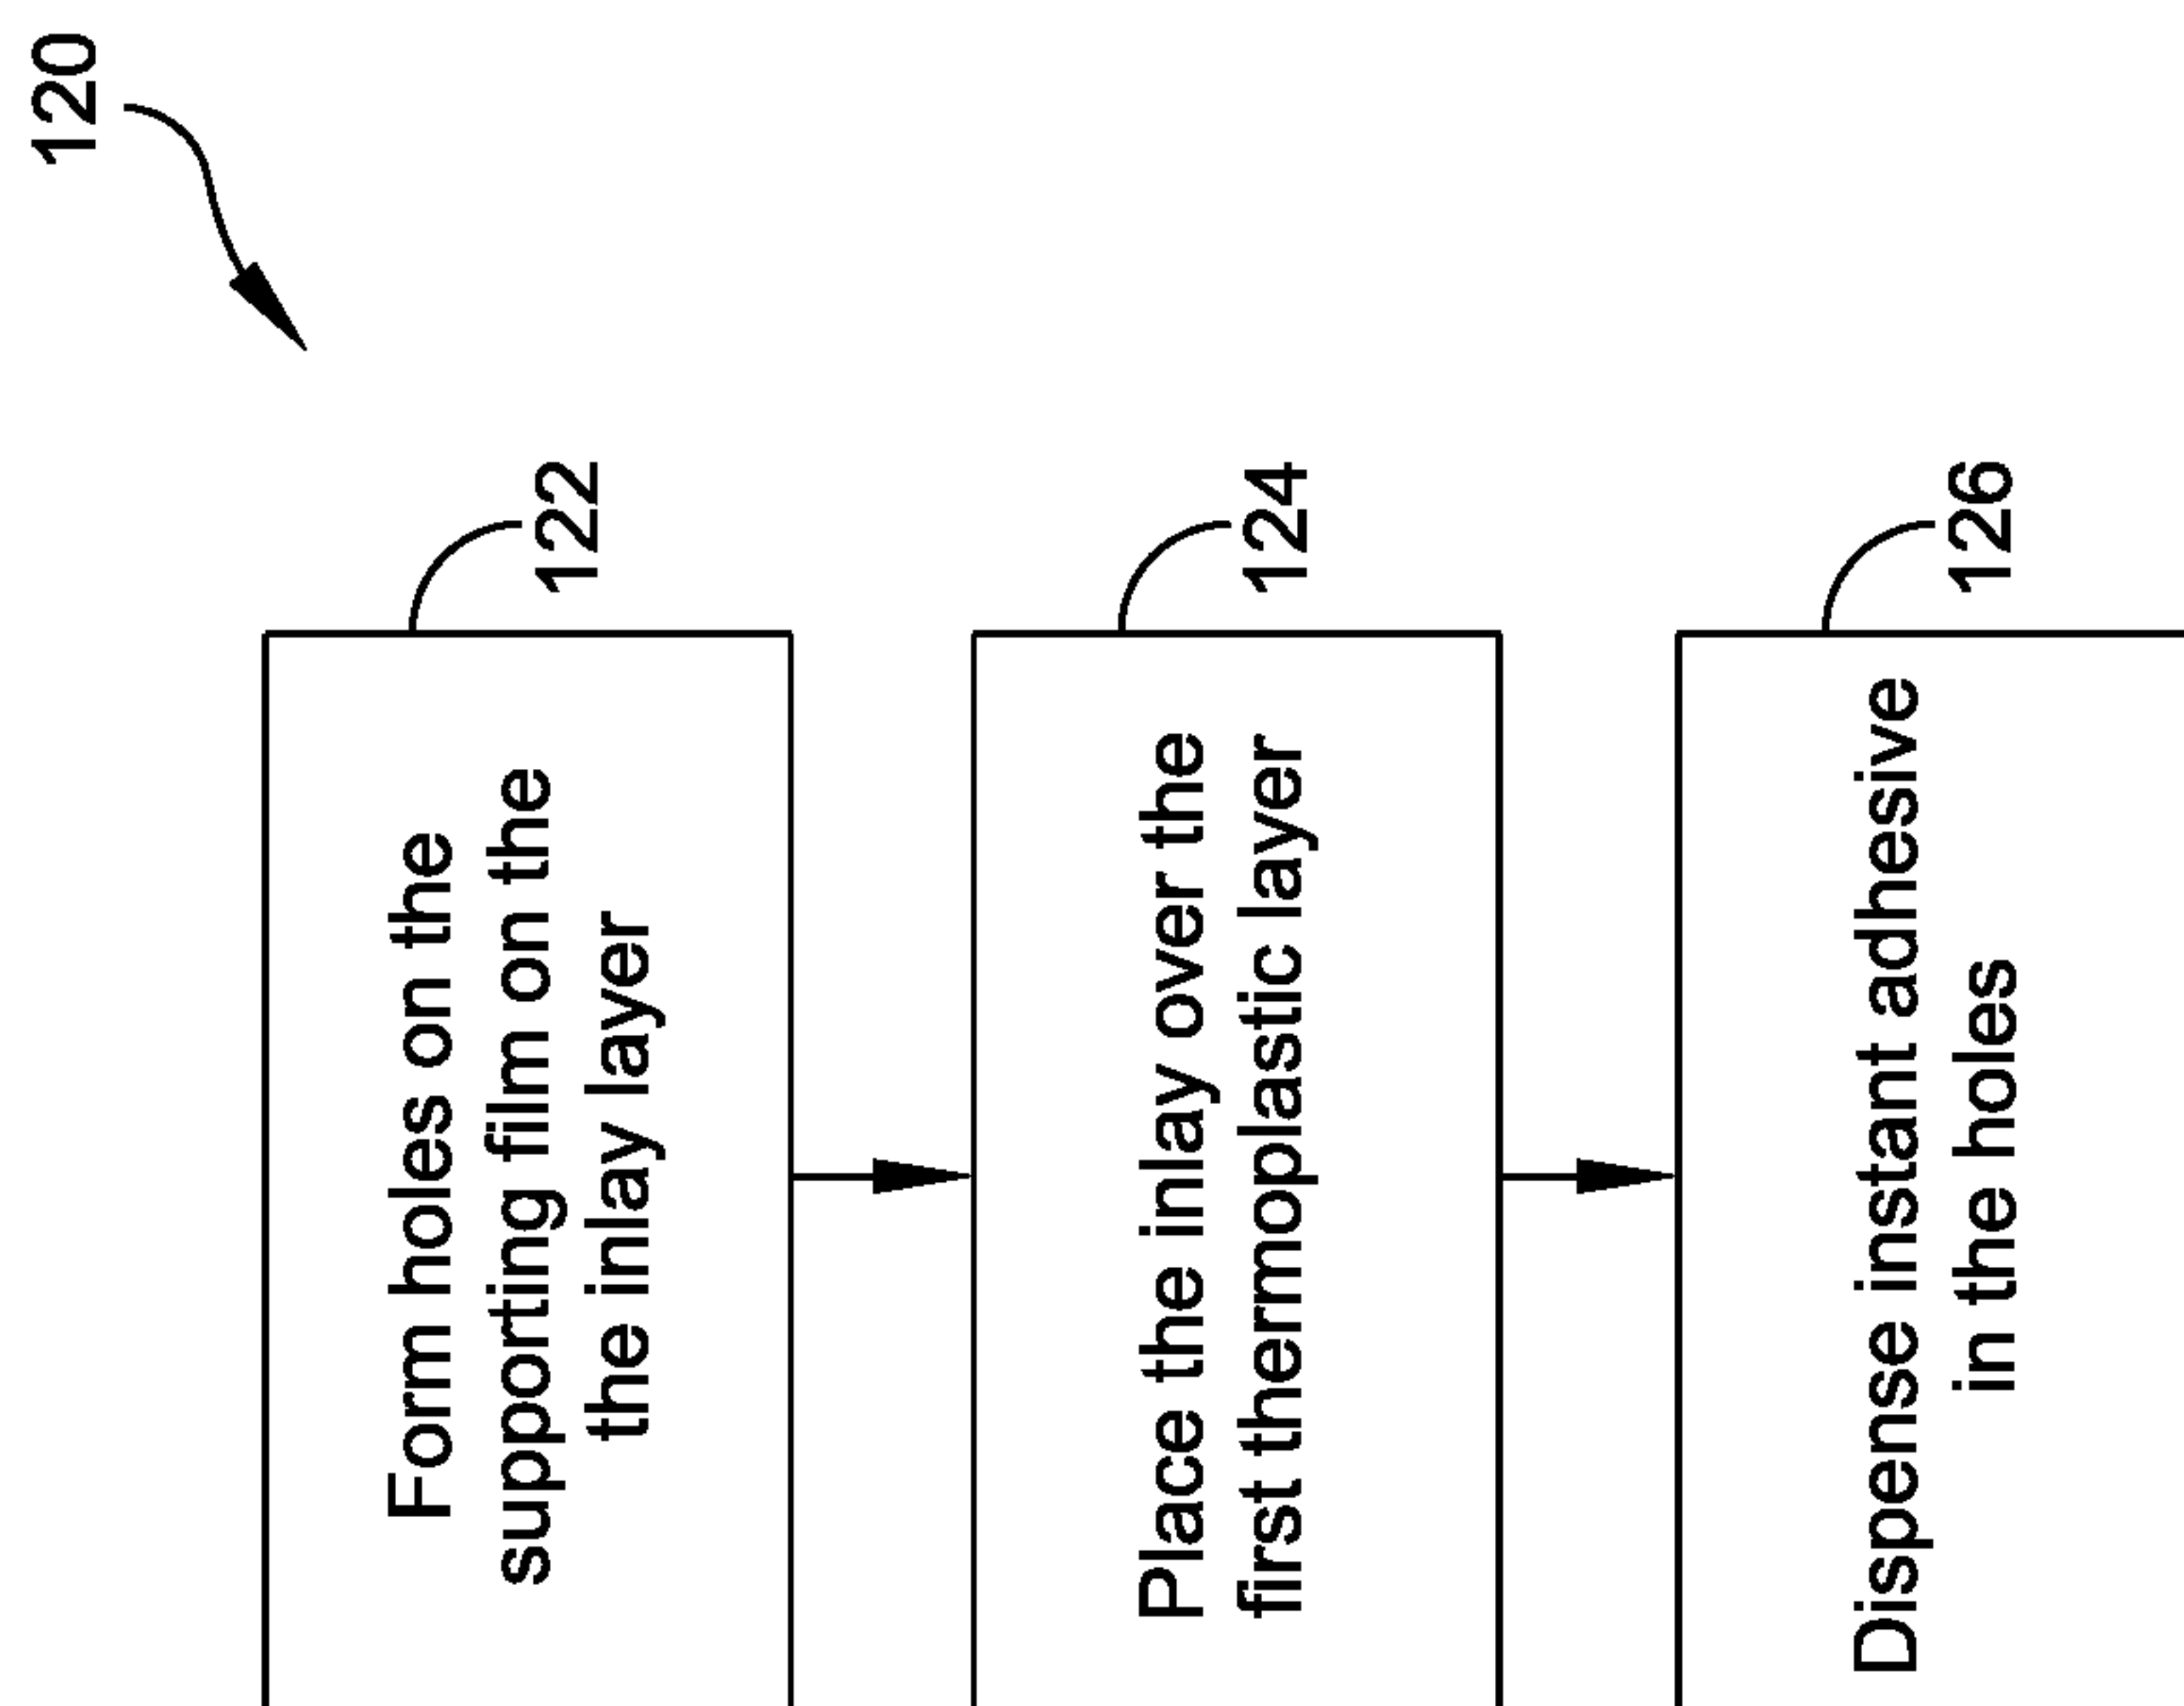 120
122
Form holes on the
supporting film on the
the inlay layer
124
Place the inlay over the
first thermoplastic layer
126
Dispense instant adhesive
in the holes